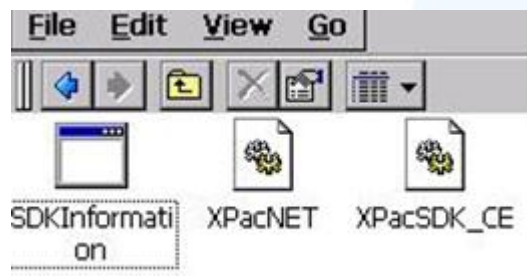 File Edit View Go
SDKInformati
on
XPacNET
XPacSDK_CE